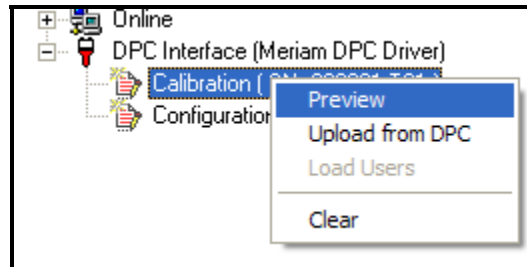 Online
DPC Interface (Meriam DPC Driver)
Calibration (
Configuration
Preview
Upload from DPC
Load Users
Clear